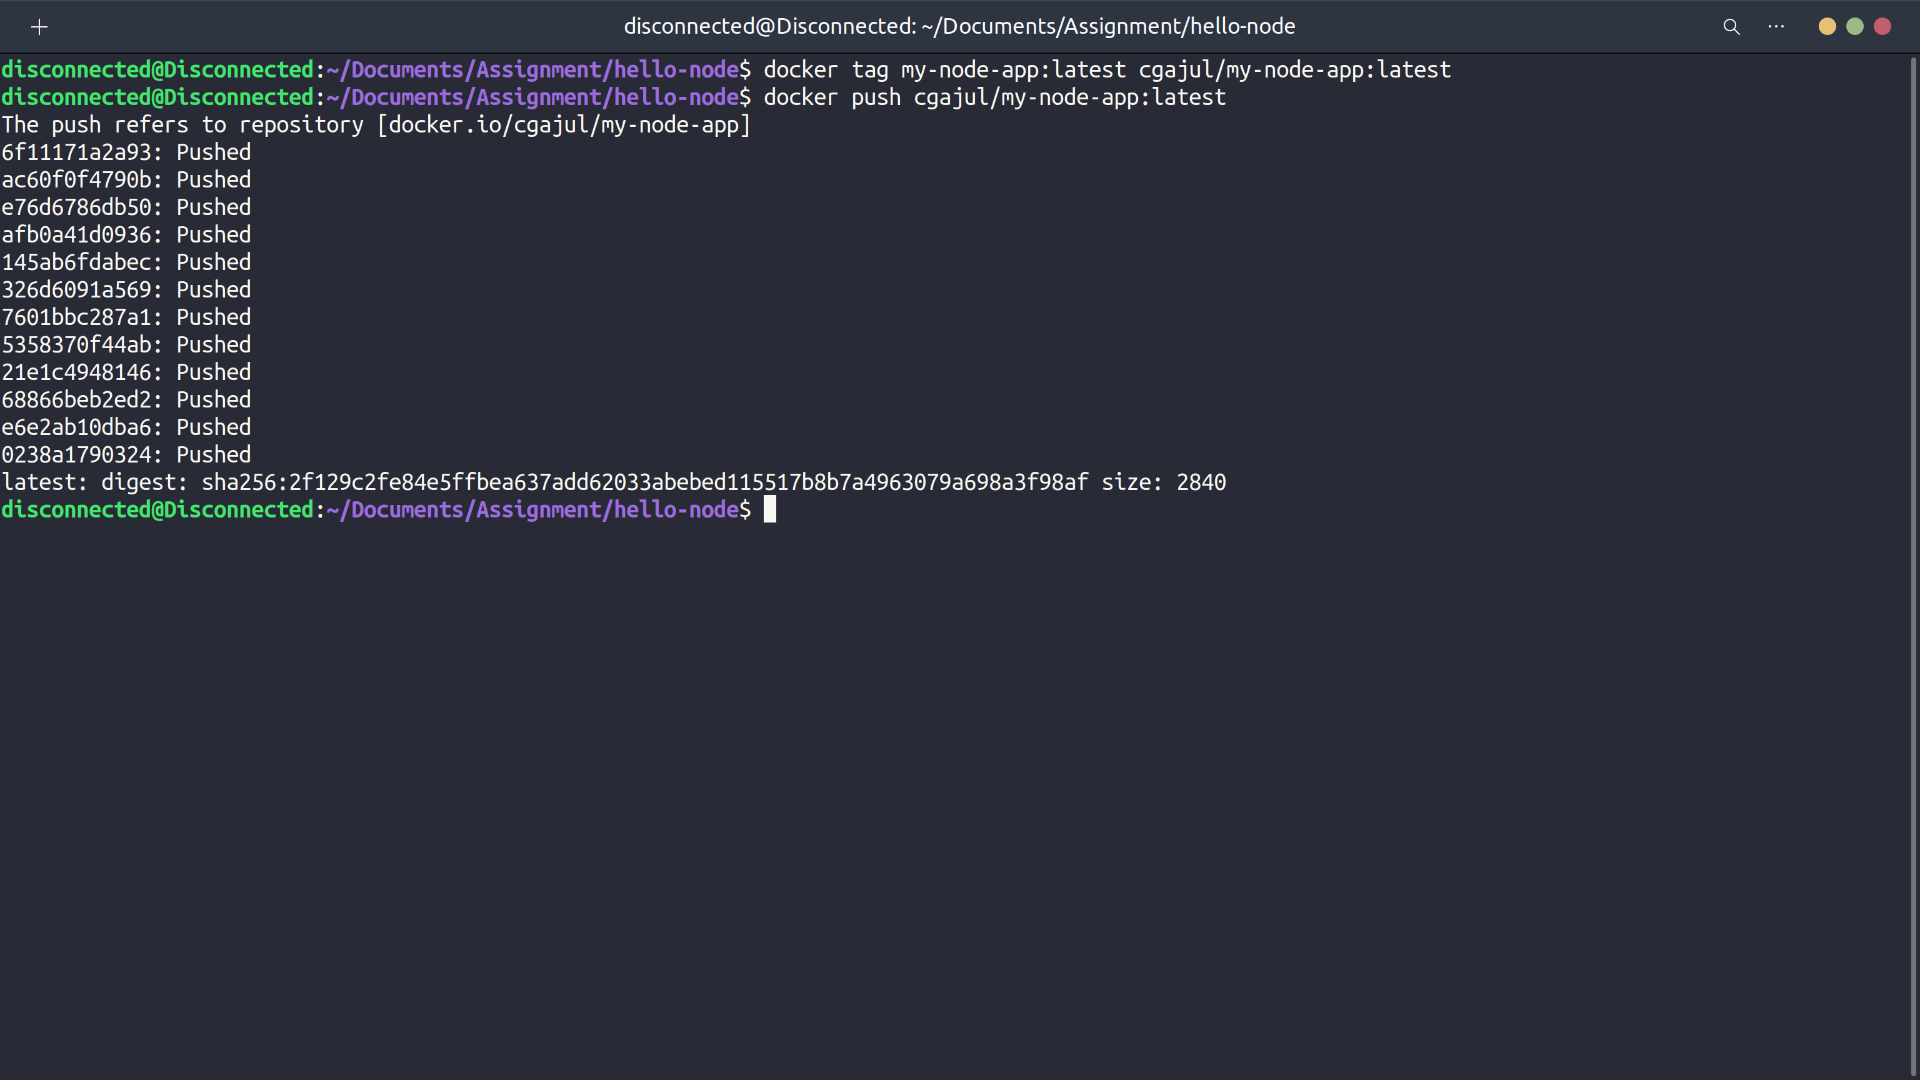 disconnected@Disconnected: ~/Documents/Assignment/hello-node
disconnected@Disconnected:~/Documents/Assignment/hello-node$ docker tag my-node-app:latest cgajul/my-node-app:latest
disconnected@Disconnected:~/Documents/Assignment/hello-node$ docker push cgajul/my-node-app:latest
The push refers to repository [docker.io/cgajul/my-node-app]
6f11171a2a93: Pushed
ac60f0f4790b: Pushed
e76d6786db50: Pushed
afb0a41d0936: Pushed
145ab6fdabec: Pushed
326d6091a569: Pushed
7601bbc287a1: Pushed
5358370f44ab: Pushed
21e1c4948146: Pushed
68866beb2ed2: Pushed
e6e2ab10dba6: Pushed
0238a1790324: Pushed
latest: digest: sha256:2f129c2fe84e5ffbea637add62033abebed115517b8b7a4963079a698a3f98af size: 2840
disconnected@Disconnected:~/Documents/Assignment/hello-node$